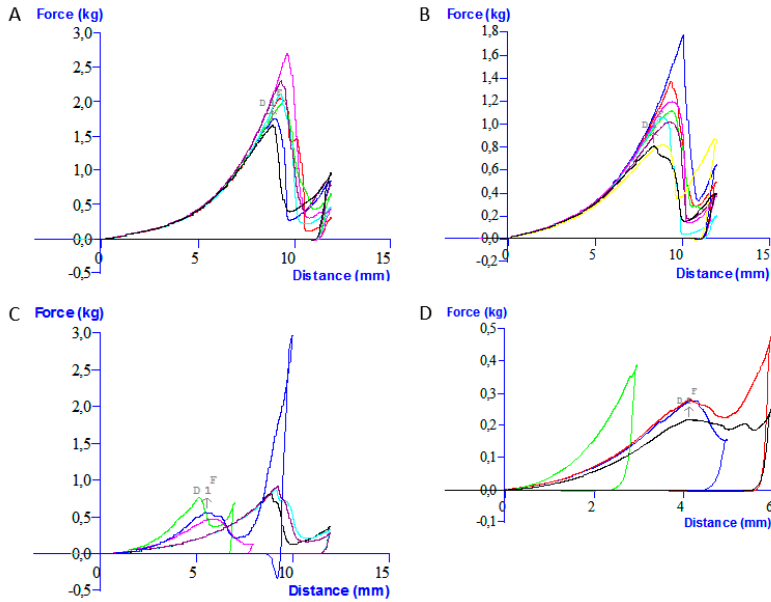 A
Force (kg)
3,0
2,5
2,0
D
1,5
1,0
0,5
0,0
0
5
10
15
-0,5
Distance (mm)
B
Force (kg)
1,8
1,6
1,4
1,2
1,0
D
0,8
0,6
0,4
0,2
0,0
0
5
10
15
-0,2
Distance (mm)
C
Force (kg)
3,0
2,5
2,0
1,5
1,0
F
D 1
0,5
0,0
0
5
10
15
-0,5
Distance (mm)
D
Force (kg)
0,5
0,4
0,3
F
D
0,2
0,1
0,0
0
2
4
6
-0,1
Distance (mm)